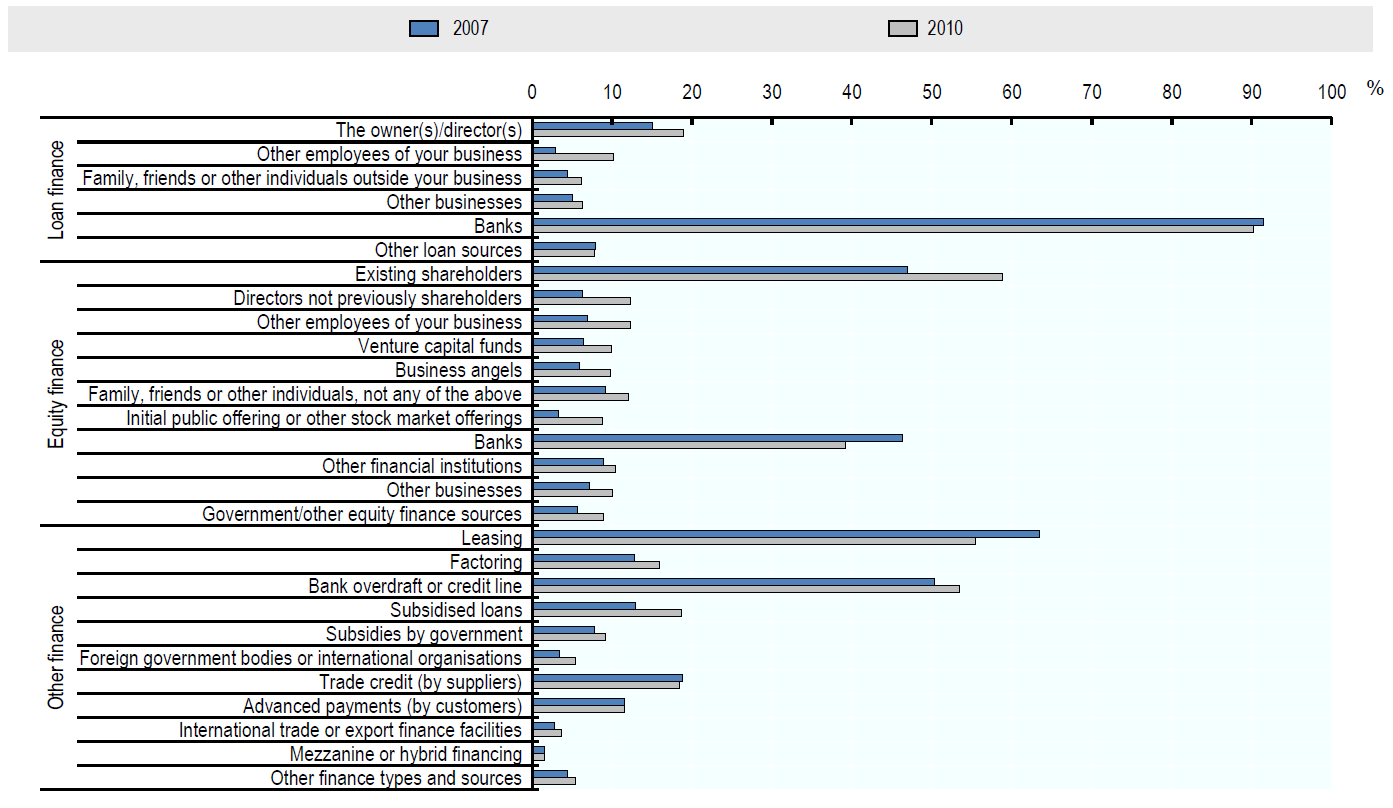 2007 2010
0 10 20 30 40 50 60 70 80 90 100 %
Loan finance
The owner(s)/director(s)
Other employees of your business
Family, friends or other individuals outside your business
Other businesses
Banks
Other loan sources
Equity finance
Existing shareholders
Directors not previously shareholders
Other employees of your business
Venture capital funds
Business angels
Family, friends or other individuals, not any of the above
Initial public offering or other stock market offerings
Banks
Other financial institutions
Other businesses
Government/other equity finance sources
Other finance
Leasing
Factoring
Bank overdraft or credit line
Subsidised loans
Subsidies by government
Foreign government bodies or international organisations
Trade credit (by suppliers)
Advanced payments (by customers)
International trade or export finance facilities
Mezzanine or hybrid financing
Other finance types and sources